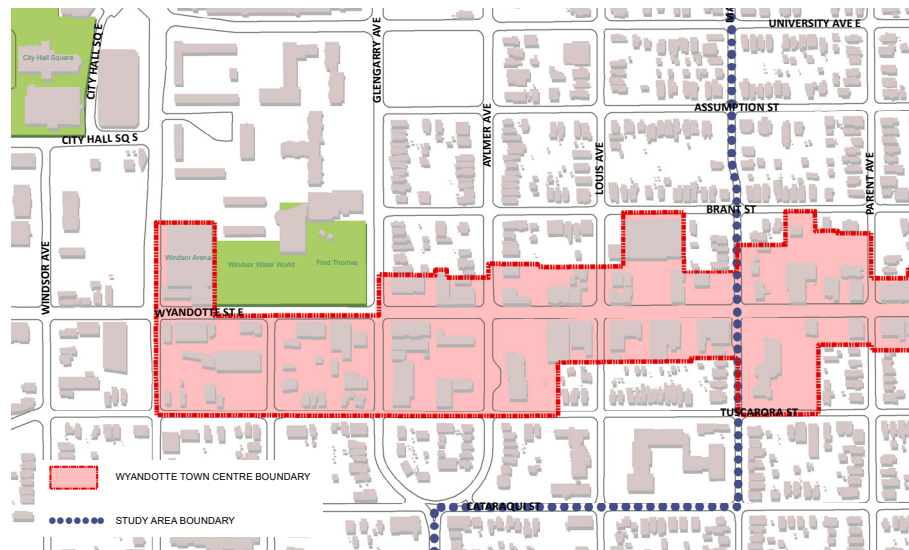 MA
UNIVERSITY AVE E
GLENGARRY AVE
CITY HALL SQ E
City Hall Square
ASSUMPTION ST
CITY HALL SQ S
AYLMER AVE
LOUIS AVE
PARENT AVE
BRANT ST
WINDSOR AVE
Windsor Arena
Windsor Water World
Fred Thomas
WYANDOTTE ST E
TUSCARORA ST
WYANDOTTE TOWN CENTRE BOUNDARY
CATARAQUI ST
STUDY AREA BOUNDARY